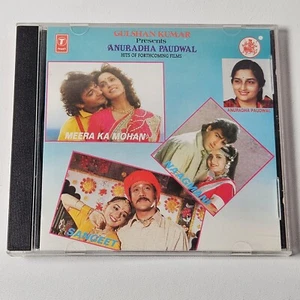 GULSHAN KUMAR
Presents
ANURADHA PAUDWAL
HITS OF FORTHCOMING FILMS
ANURADHA PAUDWAL
MEERA KA MOHAN
SANGEET